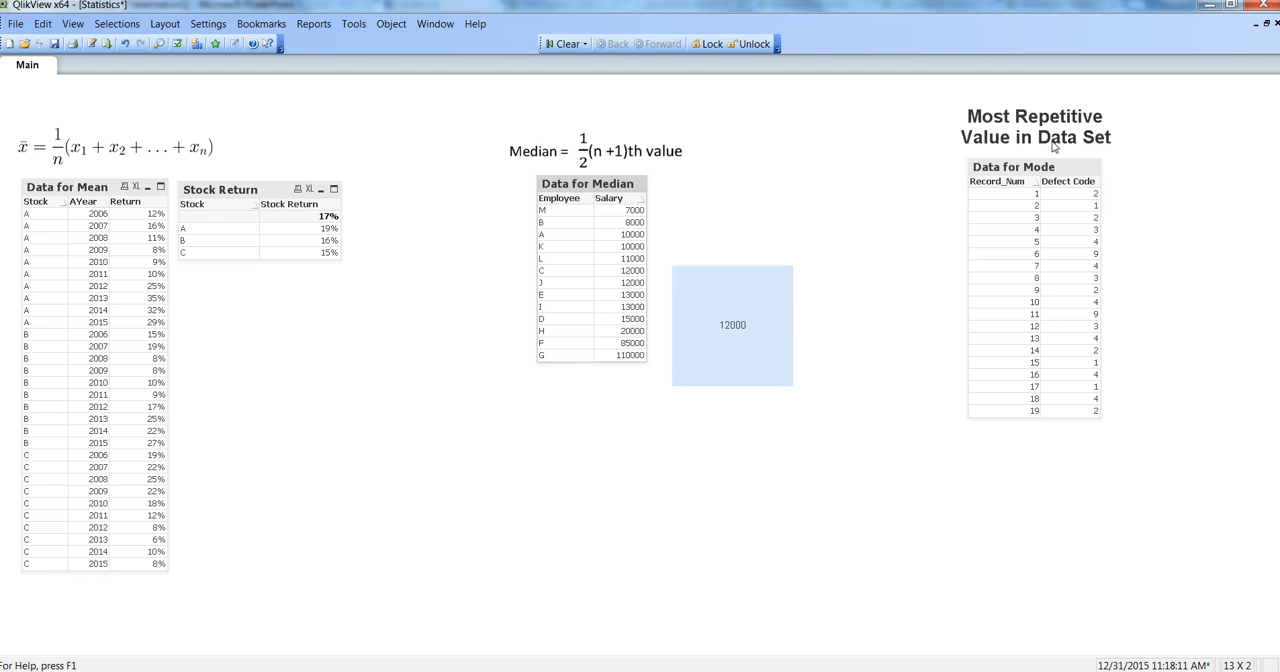 QlikView x64 - [Statistics*]
File Edit View Selections Layout Settings Bookmarks Reports Tools Object Window Help
Clear Back Forward Lock Unlock
Main
x̄ = 1/n (x₁ + x₂ + . . . + xₙ)
Data for Mean XL
Stock AYear Return
A 2006 12%
A 2007 16%
A 2008 11%
A 2009 8%
A 2010 9%
A 2011 10%
A 2012 25%
A 2013 35%
A 2014 32%
A 2015 29%
B 2006 15%
B 2007 19%
B 2008 8%
B 2009 8%
B 2010 10%
B 2011 9%
B 2012 17%
B 2013 25%
B 2014 22%
B 2015 27%
C 2006 19%
C 2007 22%
C 2008 25%
C 2009 22%
C 2010 18%
C 2011 12%
C 2012 8%
C 2013 6%
C 2014 10%
C 2015 8%
Stock Return XL
Stock Stock Return
17%
A 19%
B 16%
C 15%
Median = 1/2 (n +1)th value
Data for Median
Employee Salary
M 7000
B 8000
A 10000
K 10000
L 11000
C 12000
J 12000
E 13000
I 13000
D 15000
H 20000
F 85000
G 110000
12000
Most Repetitive
Value in Data Set
Data for Mode
Record_Num Defect Code
1 2
2 1
3 2
4 3
5 4
6 9
7 4
8 3
9 2
10 4
11 9
12 3
13 4
14 2
15 1
16 4
17 1
18 4
19 2
For Help, press F1
12/31/2015 11:18:11 AM* 13 X 2